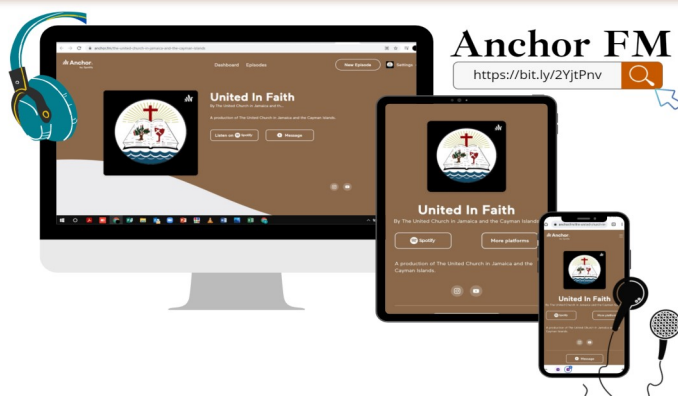 Anchor FM
https://bit.ly/2YjtPnv
Anchor
Dashboard Episodes
New Episode
Settings
United In Faith
By The United Church in Jamaica and th...
A production of The United Church in Jamaica and the Cayman Islands.
Listen on Spotify
Message
United In Faith
By The United Church in Jamaica and the Cayman Islands
Spotify
More platforms
A production of The United Church in Jamaica and the
Cayman Islands.
Anchor
United In Faith
Spotify
More platforms
Message